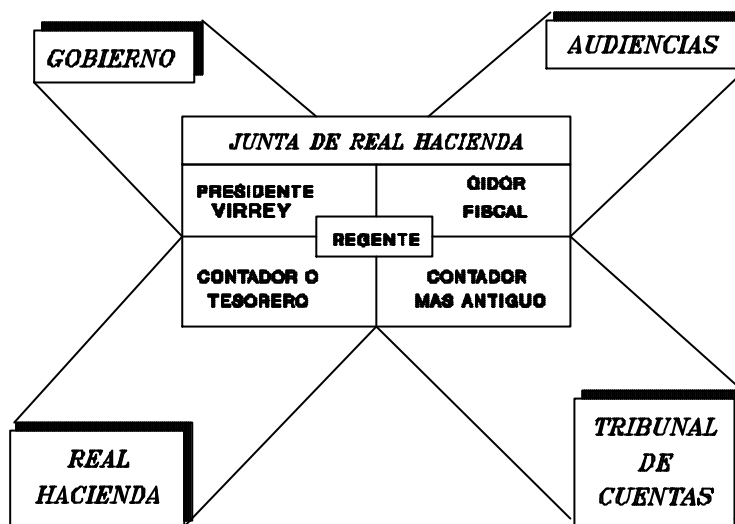 GOBIERNO
AUDIENCIAS
JUNTA DE REAL HACIENDA
PRESIDENTE
VIRREY
OIDOR
FISCAL
REGENTE
CONTADOR O
TESORERO
CONTADOR
MAS ANTIGUO
REAL
HACIENDA
TRIBUNAL
DE
CUENTAS